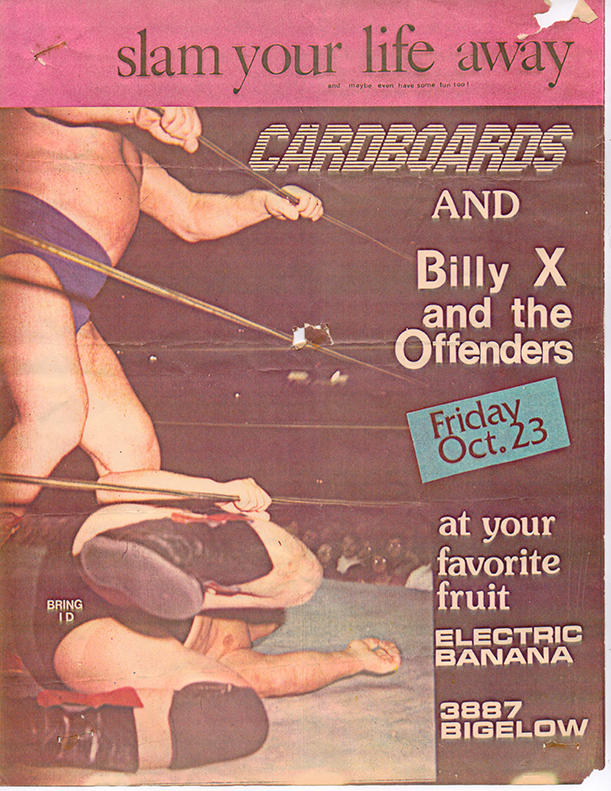 slam your life away
and maybe even have some fun too!
CARDBOARDS
AND
Billy X
and the
Offenders
Friday
Oct. 23
at your
favorite
fruit
ELECTRIC
BANANA
3887
BIGELOW
BRING
I D